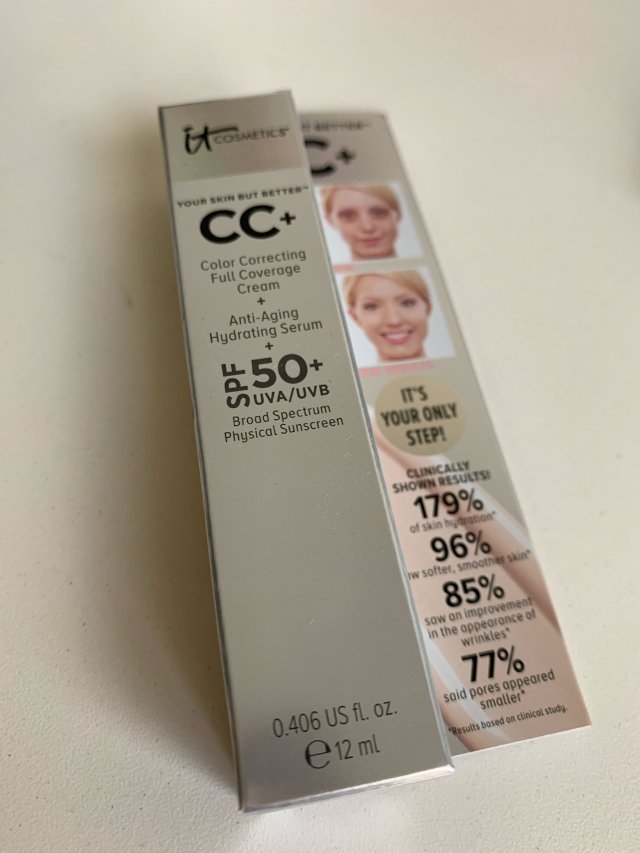 it COSMETICS
YOUR SKIN BUT BETTER™
CC+
Color Correcting
Full Coverage
Cream
+
Anti-Aging
Hydrating Serum
+
SPF 50+
UVA/UVB
Broad Spectrum
Physical Sunscreen
0.406 US fl. oz.
℮ 12 ml
BETTER™
C+
RESULTS
IT'S
YOUR ONLY
STEP!
CLINICALLY
SHOWN RESULTS!
179%
of skin hydration*
96%
softer, smoother skin*
85%
saw an improvement
in the appearance of
wrinkles*
77%
said pores appeared
smaller*
*Results based on clinical study.